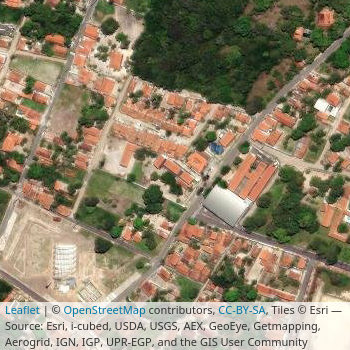 Leaflet | © OpenStreetMap contributors, CC-BY-SA, Tiles © Esri —
Source: Esri, i-cubed, USDA, USGS, AEX, GeoEye, Getmapping,
Aerogrid, IGN, IGP, UPR-EGP, and the GIS User Community